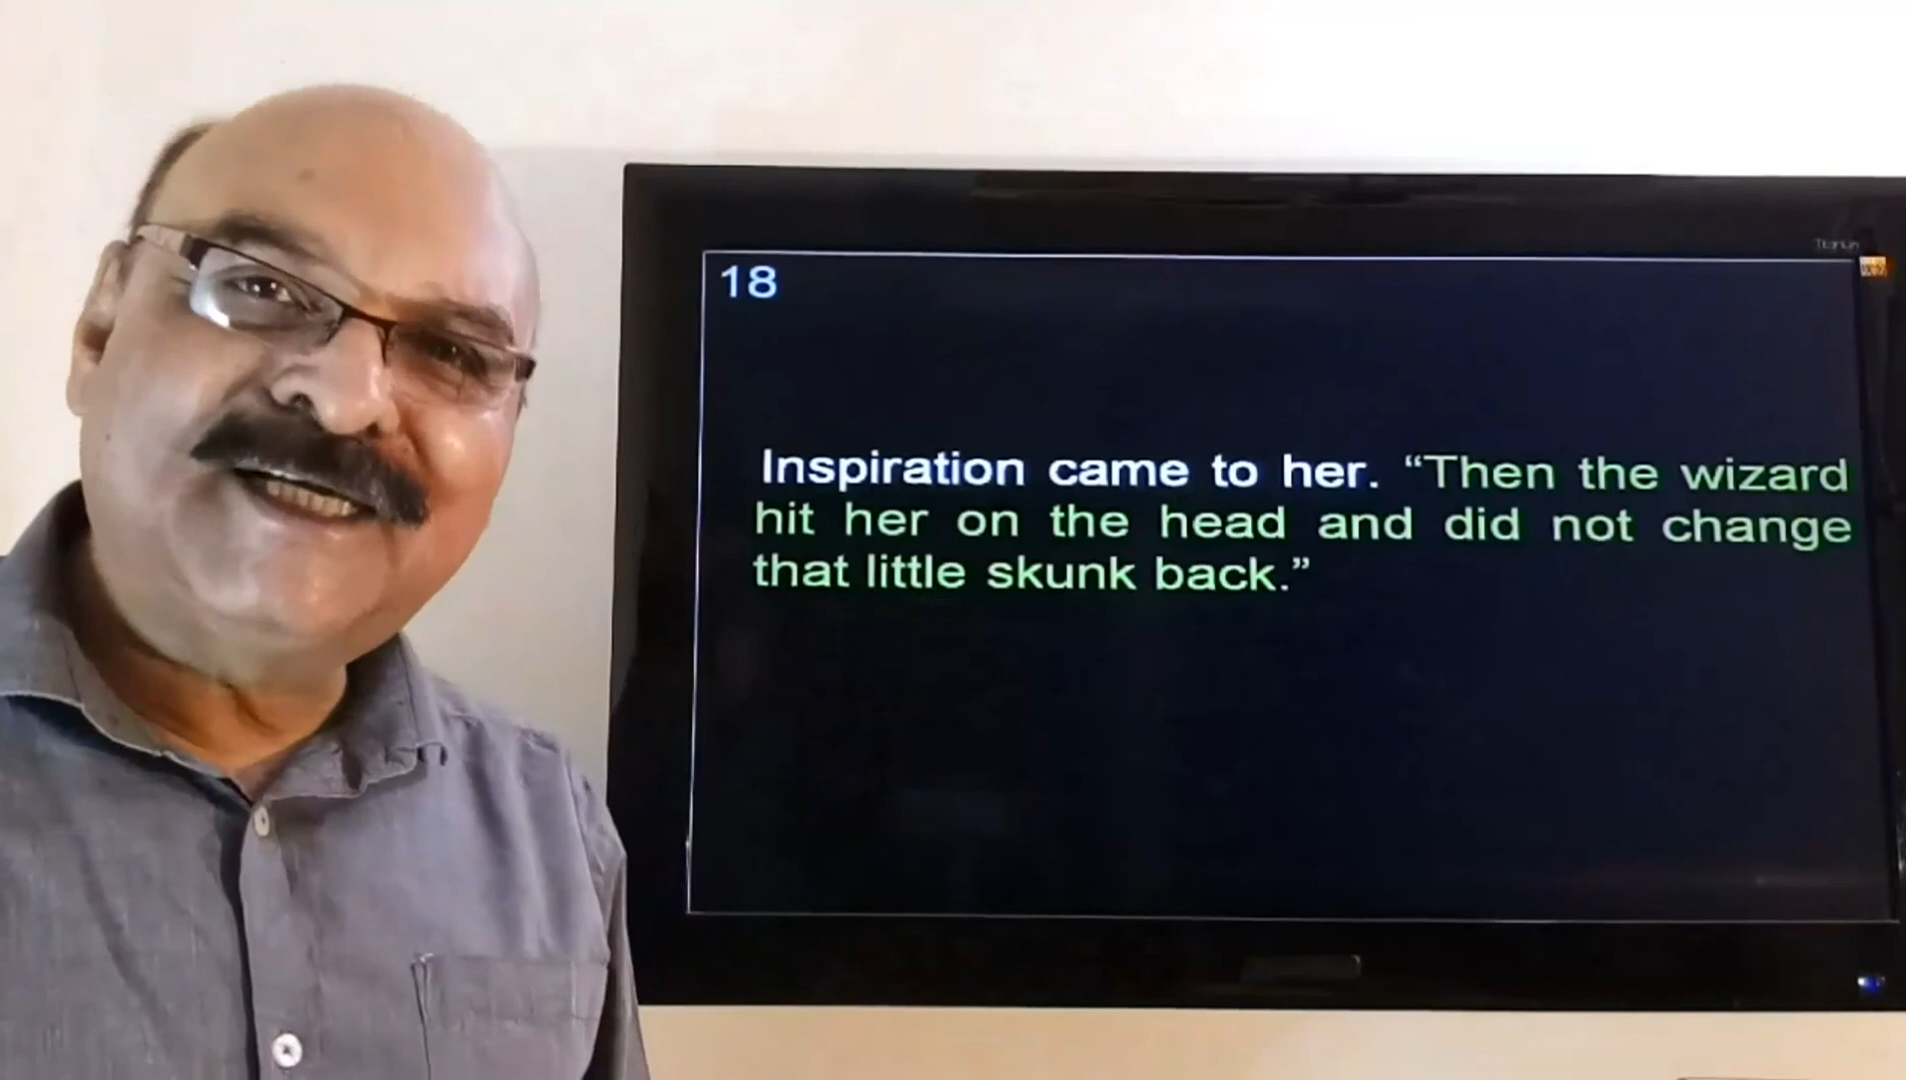 18
Inspiration came to her. “Then the wizard
hit her on the head and did not change
that little skunk back.”